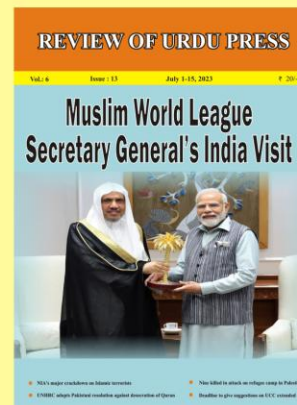 REVIEW OF URDU PRESS
Vol.: 6 Issue : 13 July 1-15, 2023 ₹ 20/-
Muslim World League
Secretary General's India Visit
NIA's major crackdown on Islamic terrorists
Nine killed in attack on refugee camp in
UNHRC adopts Pakistani resolution against desecration of Quran
Deadline to give suggestions on UCC extended